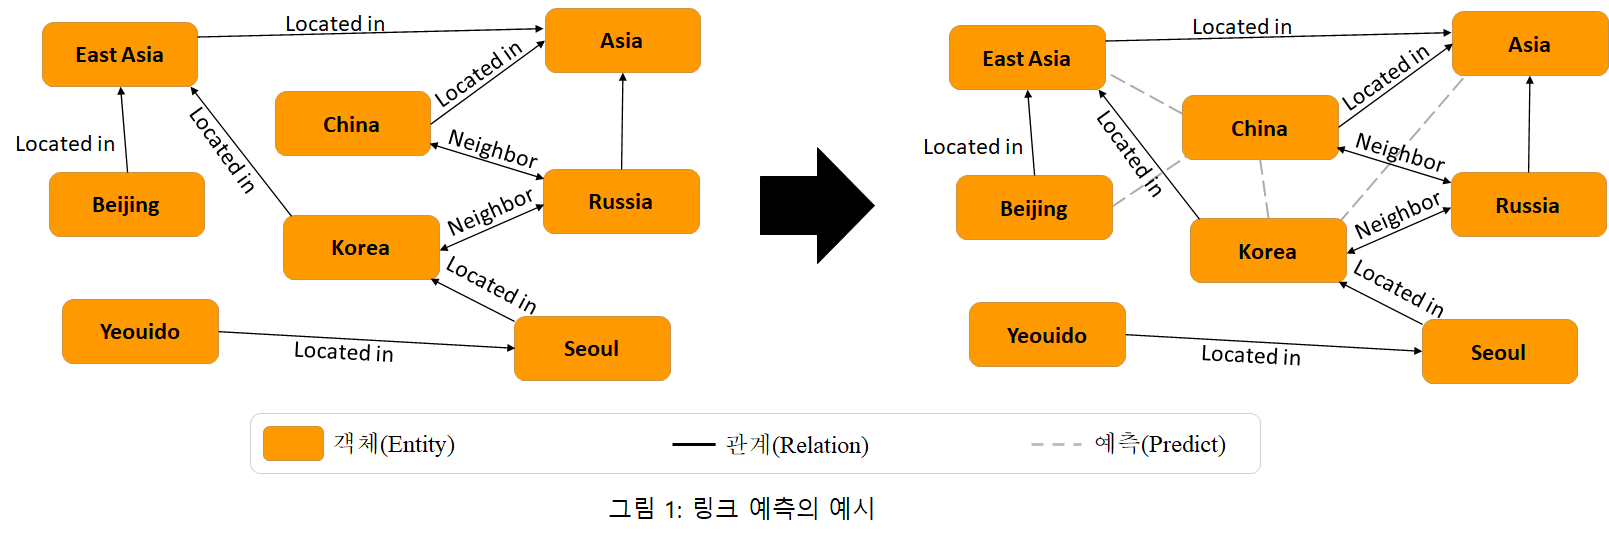 Located in
East Asia
Asia
Located in
China
Located in
Neighbor
Located in
Beijing
Russia
Neighbor
Korea
Located in
Yeouido
Located in
Seoul
Located in
East Asia
Asia
Located in
China
Located in
Neighbor
Located in
Beijing
Russia
Neighbor
Korea
Located in
Yeouido
Located in
Seoul
객체(Entity)
관계(Relation)
예측(Predict)
그림 1: 링크 예측의 예시